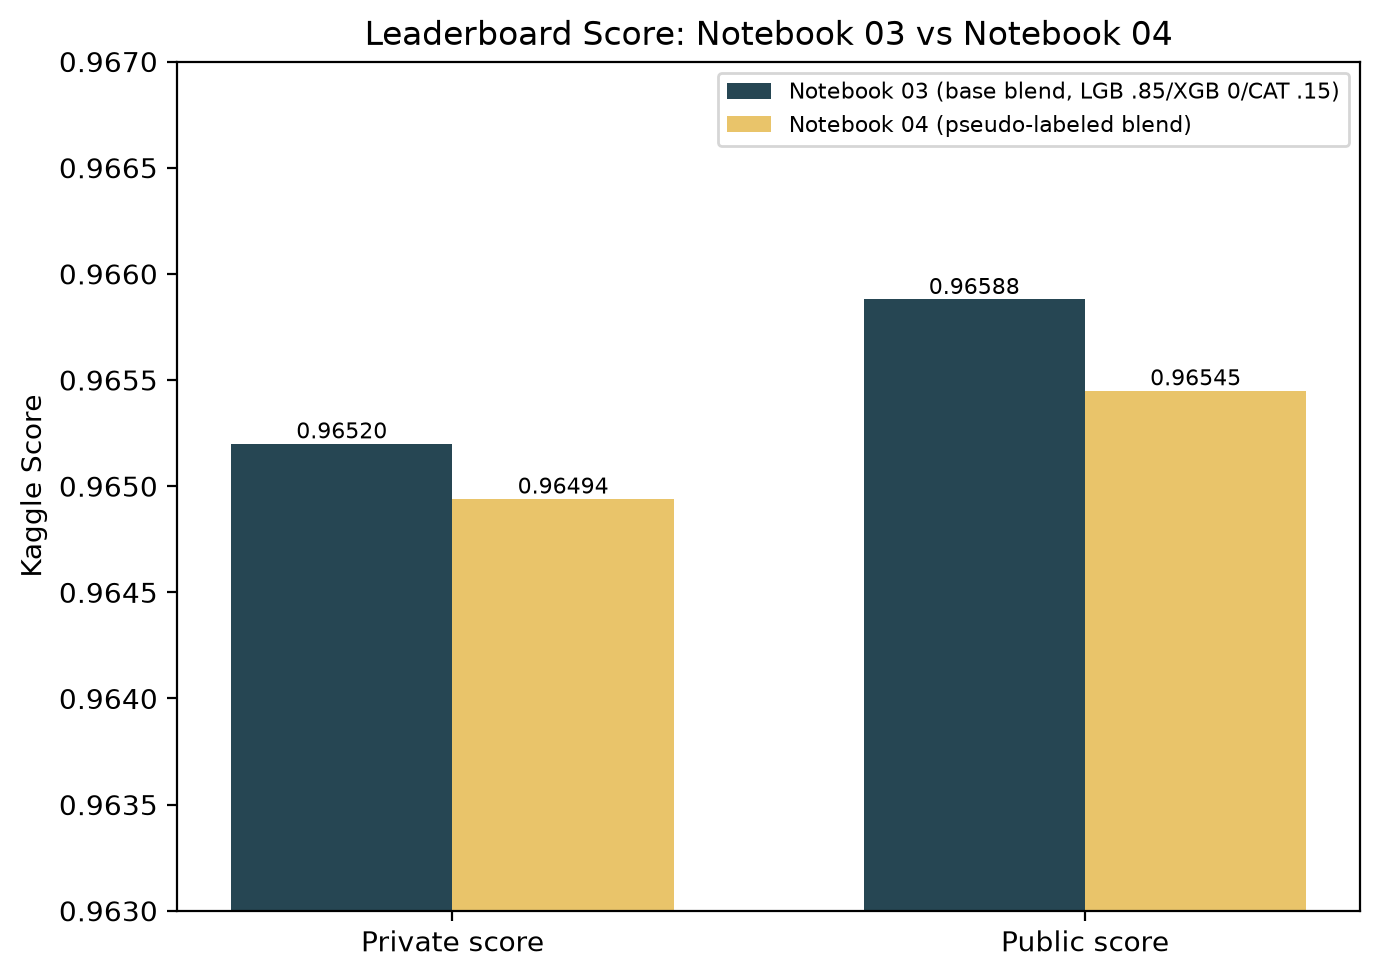 Leaderboard Score: Notebook 03 vs Notebook 04
Notebook 03 (base blend, LGB .85/XGB 0/CAT .15)
Notebook 04 (pseudo-labeled blend)
Kaggle Score
0.9670
0.9665
0.9660
0.9655
0.9650
0.9645
0.9640
0.9635
0.9630
0.96520
0.96494
0.96588
0.96545
Private score
Public score